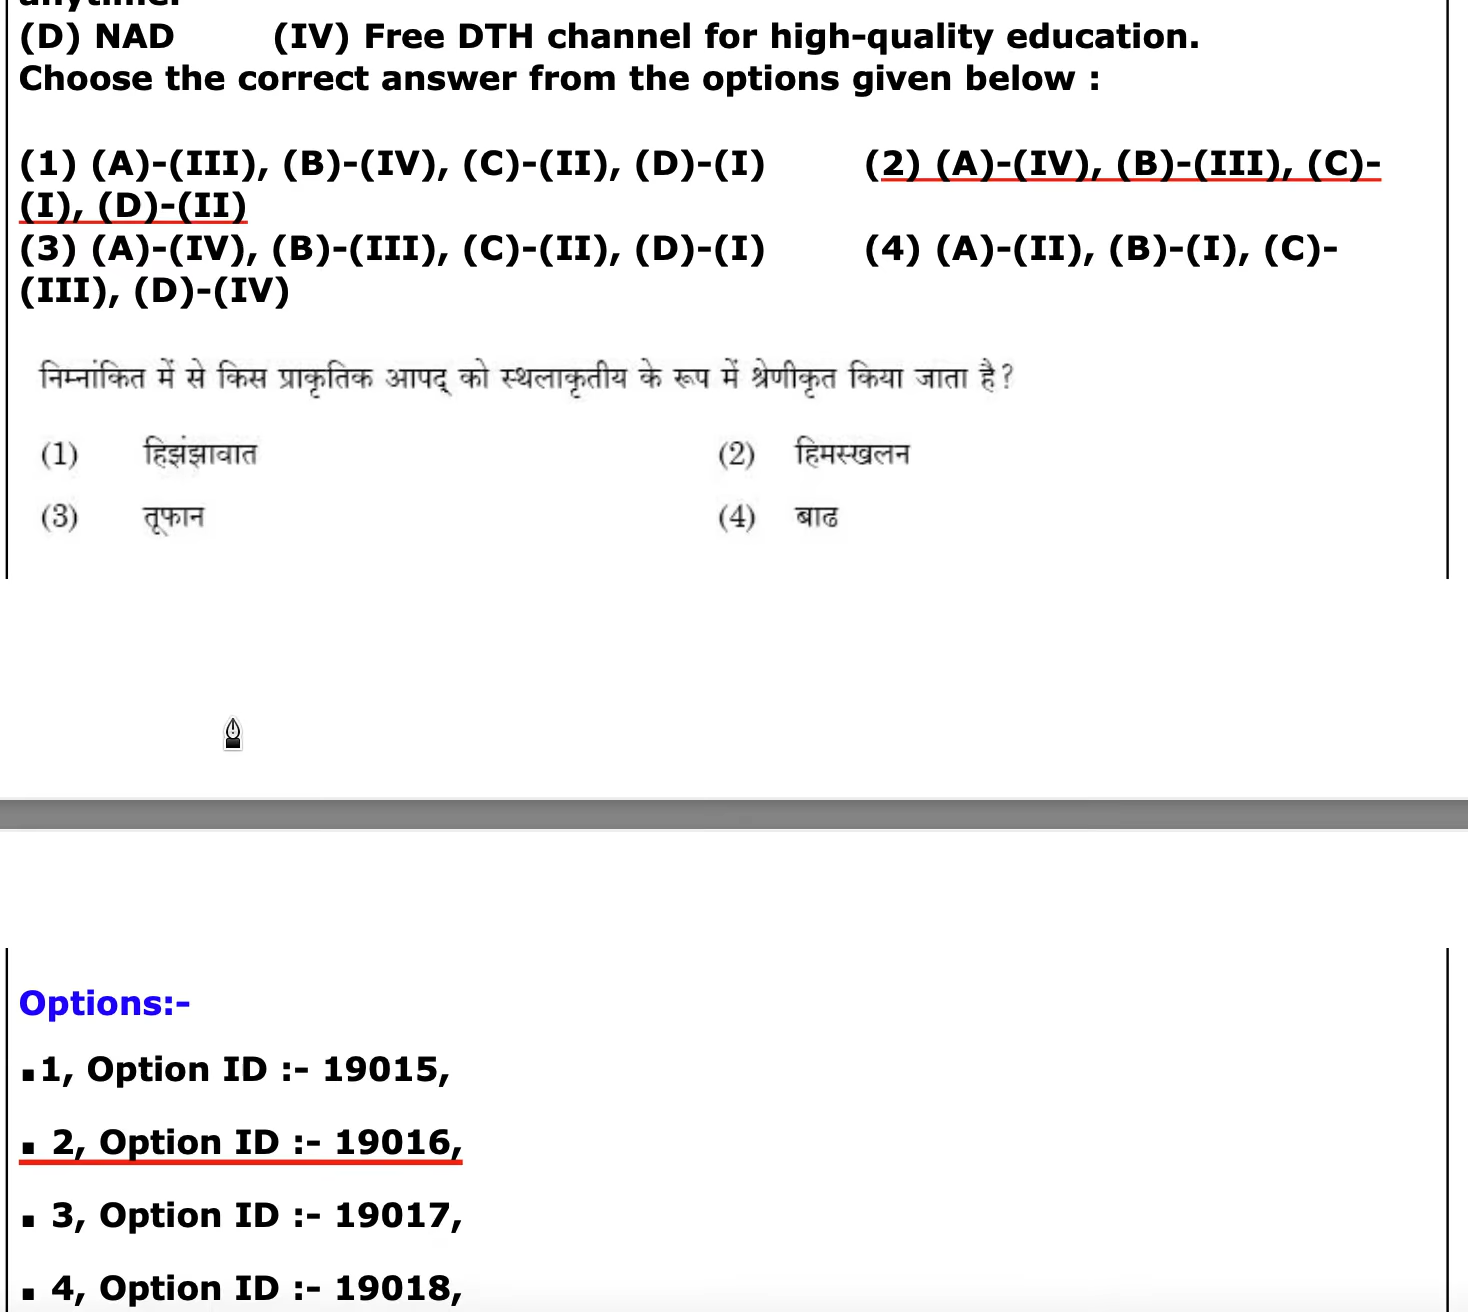 anytime.
(D) NAD (IV) Free DTH channel for high-quality education.
Choose the correct answer from the options given below :
(1) (A)-(III), (B)-(IV), (C)-(II), (D)-(I) (2) (A)-(IV), (B)-(III), (C)-
(I), (D)-(II)
(3) (A)-(IV), (B)-(III), (C)-(II), (D)-(I) (4) (A)-(II), (B)-(I), (C)-
(III), (D)-(IV)
निम्नांकित में से किस प्राकृतिक आपद् को स्थलाकृतीय के रूप में श्रेणीकृत किया जाता है?
(1) हिझंझावात (2) हिमस्खलन
(3) तूफान (4) बाढ
Options:-
▪1, Option ID :- 19015,
▪ 2, Option ID :- 19016,
▪ 3, Option ID :- 19017,
▪ 4, Option ID :- 19018,